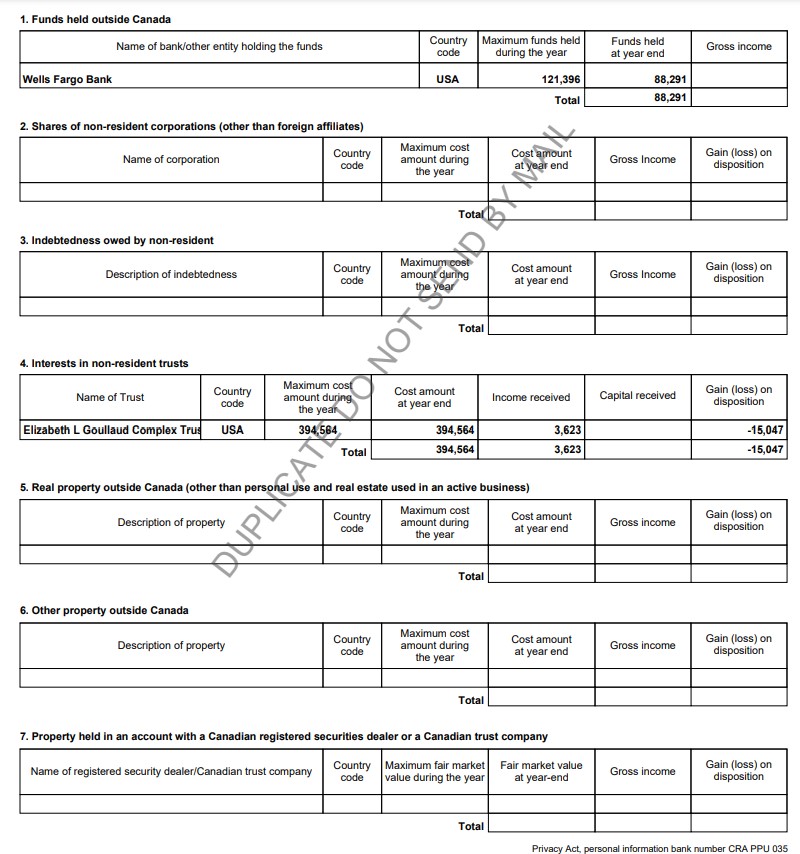 1. Funds held outside Canada
Name of bank/other entity holding the funds Country code Maximum funds held during the year Funds held at year end Gross income
Wells Fargo Bank USA 121,396 88,291
Total 88,291
2. Shares of non-resident corporations (other than foreign affiliates)
Name of corporation Country code Maximum cost amount during the year Cost amount at year end Gross Income Gain (loss) on disposition
Total
3. Indebtedness owed by non-resident
Description of indebtedness Country code Maximum cost amount during the year Cost amount at year end Gross Income Gain (loss) on disposition
Total
4. Interests in non-resident trusts
Name of Trust Country code Maximum cost amount during the year Cost amount at year end Income received Capital received Gain (loss) on disposition
Elizabeth L Goullaud Complex Trus USA 394,564 394,564 3,623 -15,047
Total 394,564 3,623 -15,047
5. Real property outside Canada (other than personal use and real estate used in an active business)
Description of property Country code Maximum cost amount during the year Cost amount at year end Gross income Gain (loss) on disposition
Total
6. Other property outside Canada
Description of property Country code Maximum cost amount during the year Cost amount at year end Gross income Gain (loss) on disposition
Total
7. Property held in an account with a Canadian registered securities dealer or a Canadian trust company
Name of registered security dealer/Canadian trust company Country code Maximum fair market value during the year Fair market value at year-end Gross income Gain (loss) on disposition
Total
Privacy Act, personal information bank number CRA PPU 035
DUPLICATE DO NOT SEND BY MAIL